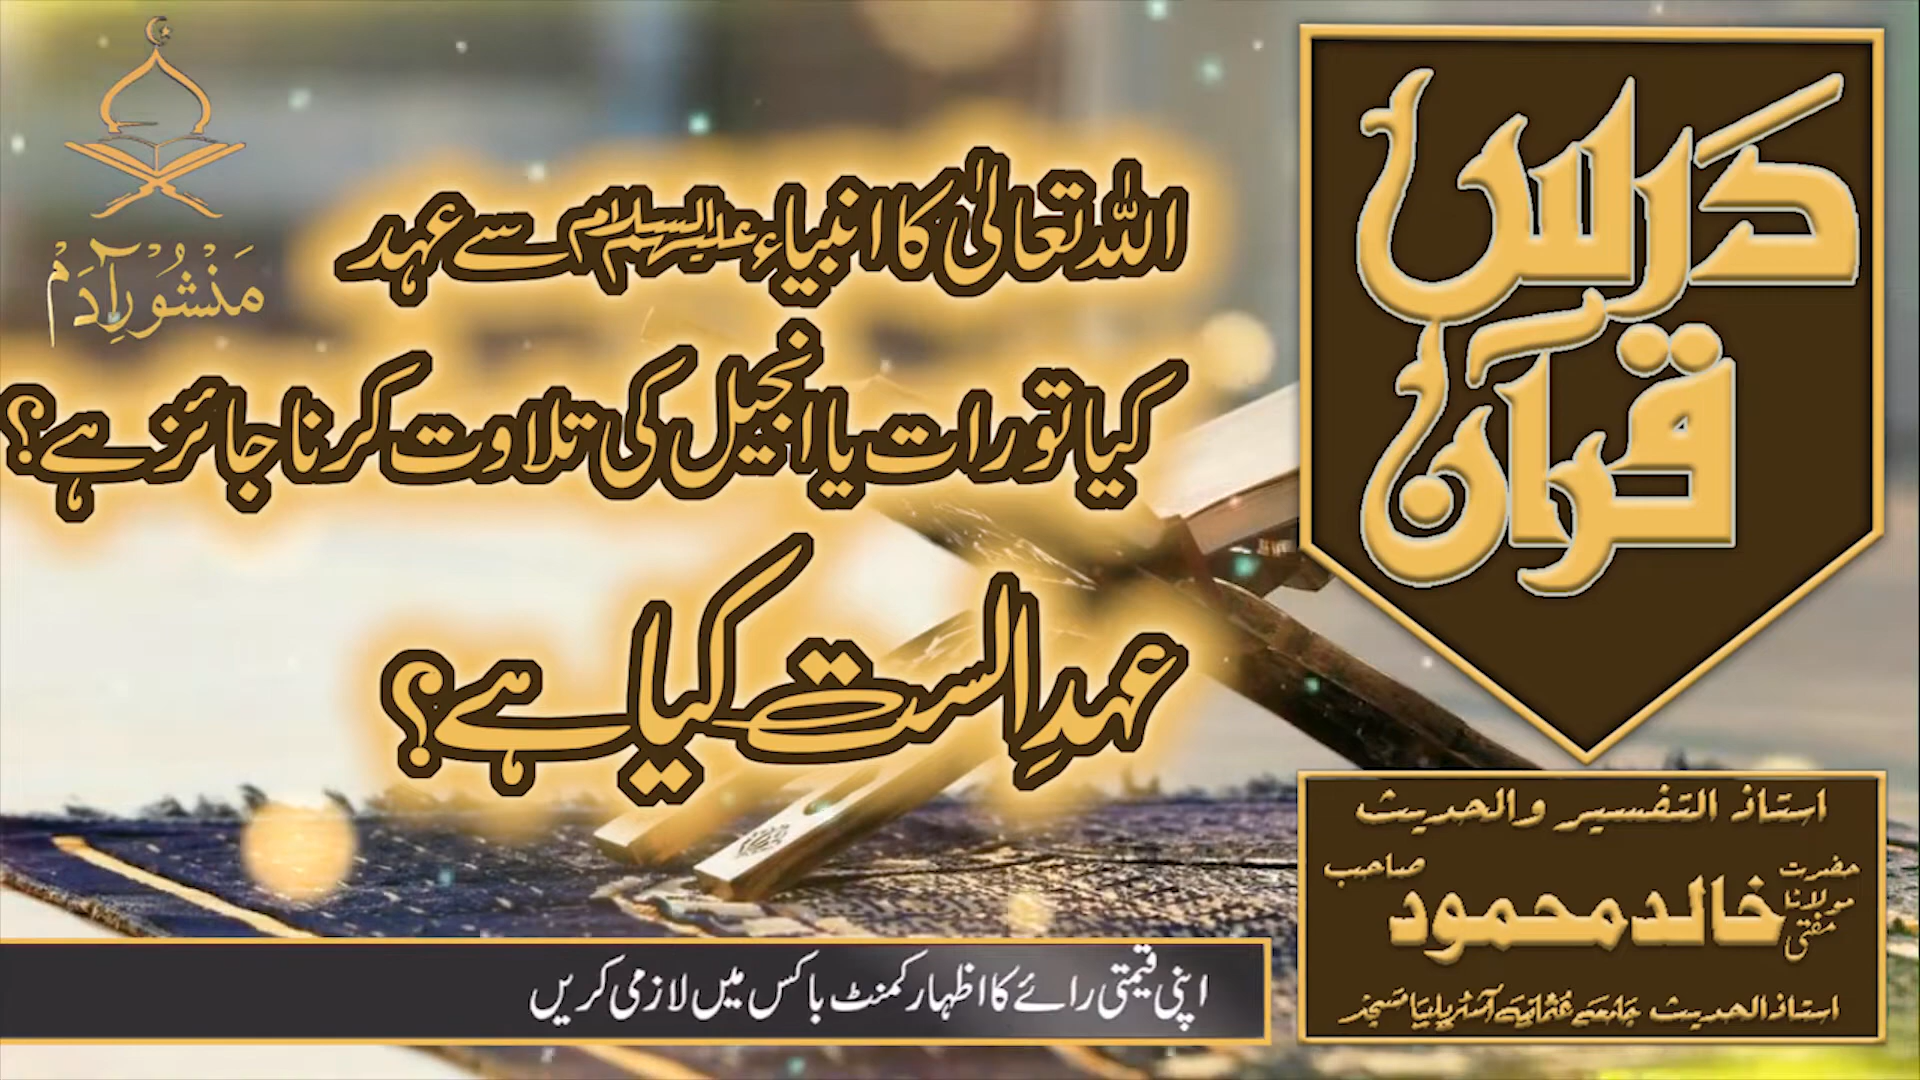 درس
قرآن
اللہ تعالیٰ کا انبیاء علیہم السلام سے عہد
کیا تورات یا انجیل کی تلاوت کرنا جائز ہے؟
عہدِ الست کیا ہے؟
مَنْشُورِ آدَمْ
استاذ التفسیر والحدیث
حضرت مولانا مفتی خالد محمود صاحب
استاذ الحدیث جامعہ عثمانیہ آسٹریلیا مسجد
اپنی قیمتی رائے کا اظہار کمنٹ باکس میں لازمی کریں